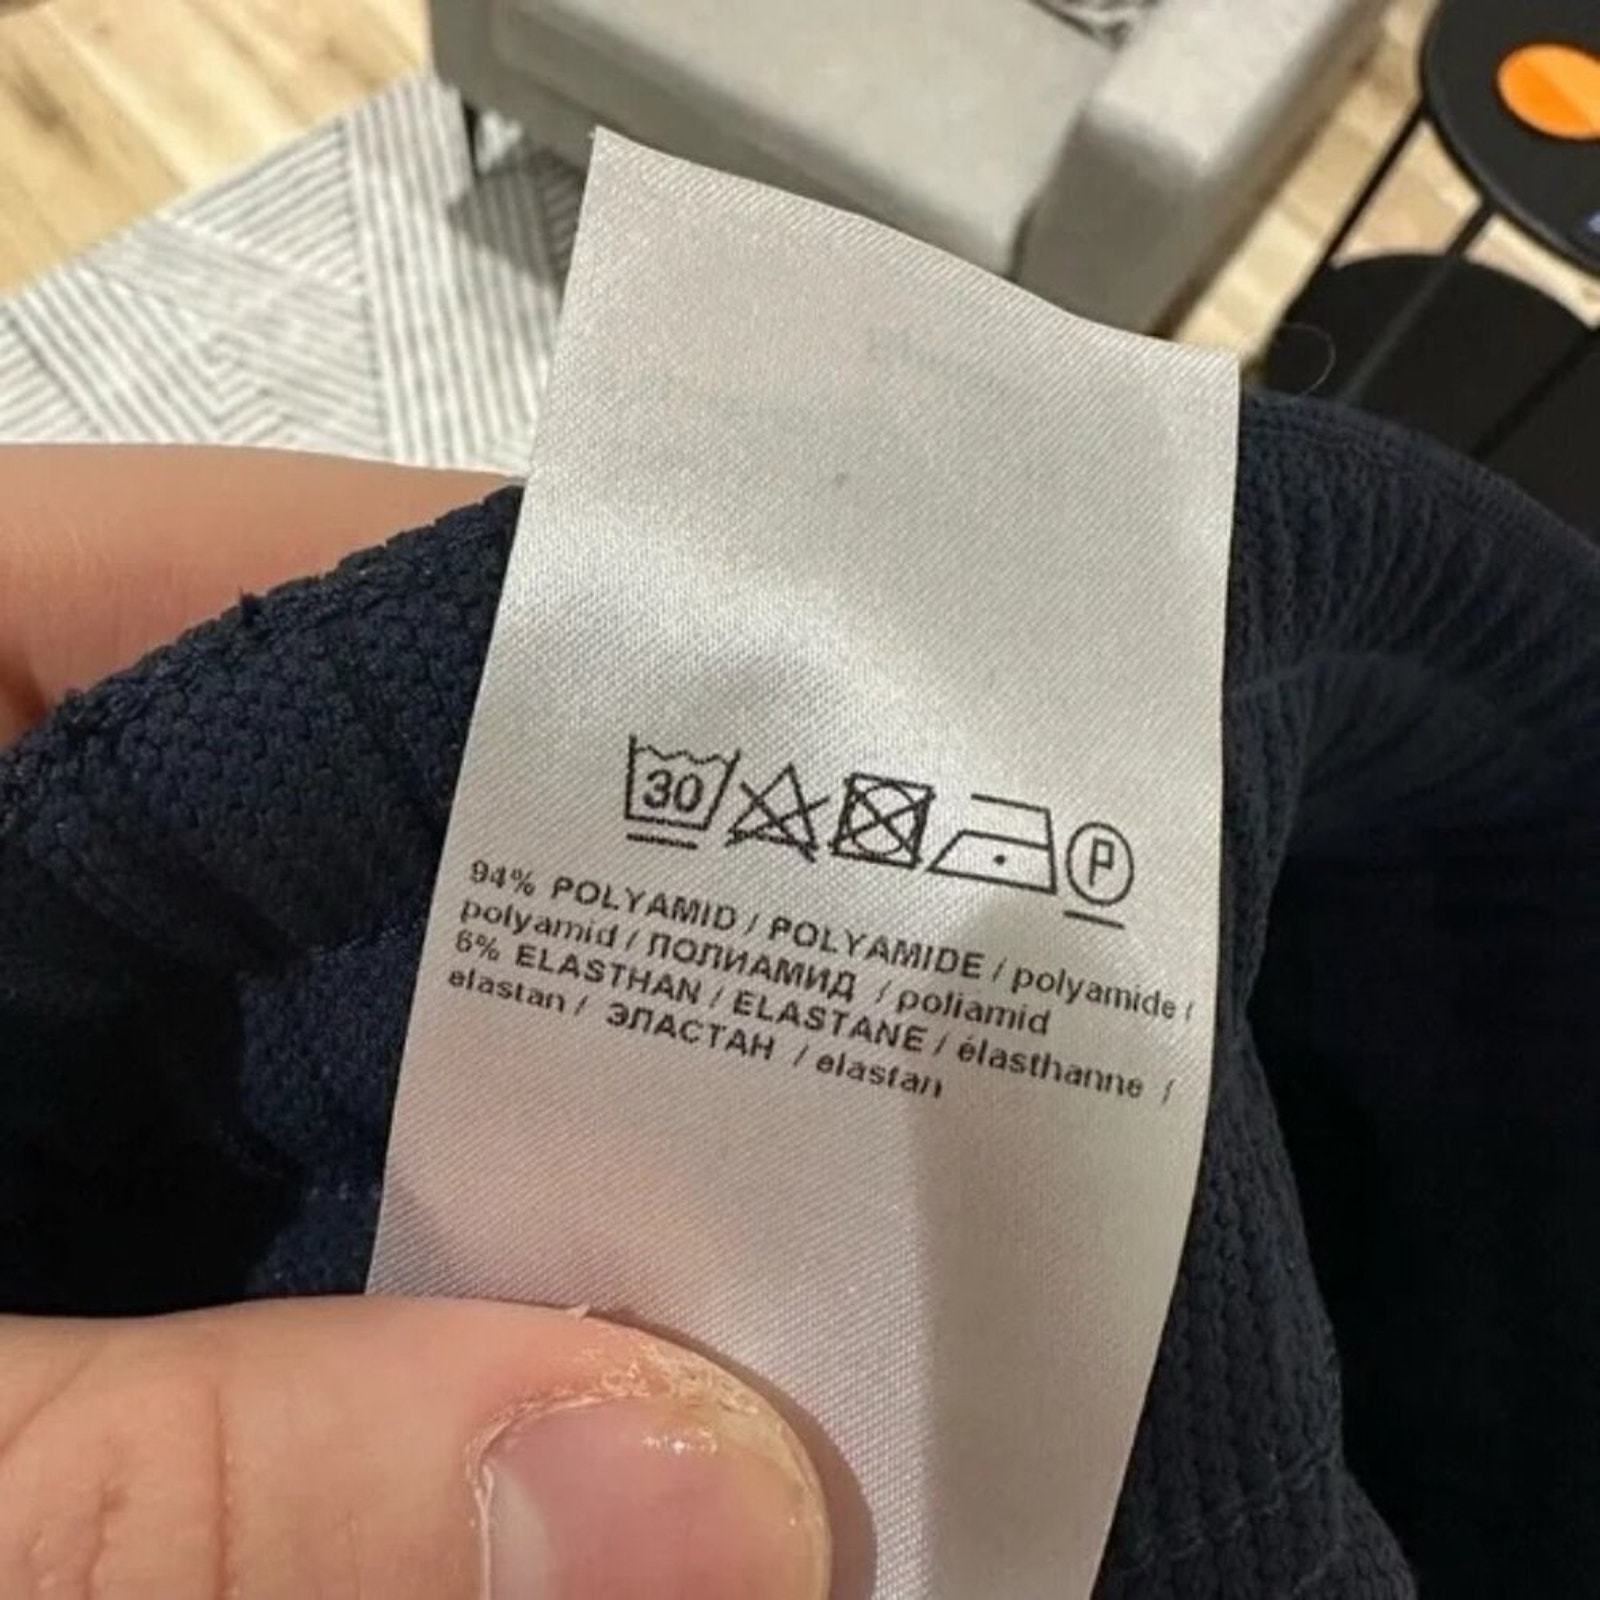 30
P
94% POLYAMID / POLYAMIDE / polyamide /
polyamid / ПОЛИАМИД / poliamid
6% ELASTHAN / ELASTANE / élasthanne /
elastan / ЭЛАСТАН / elastan